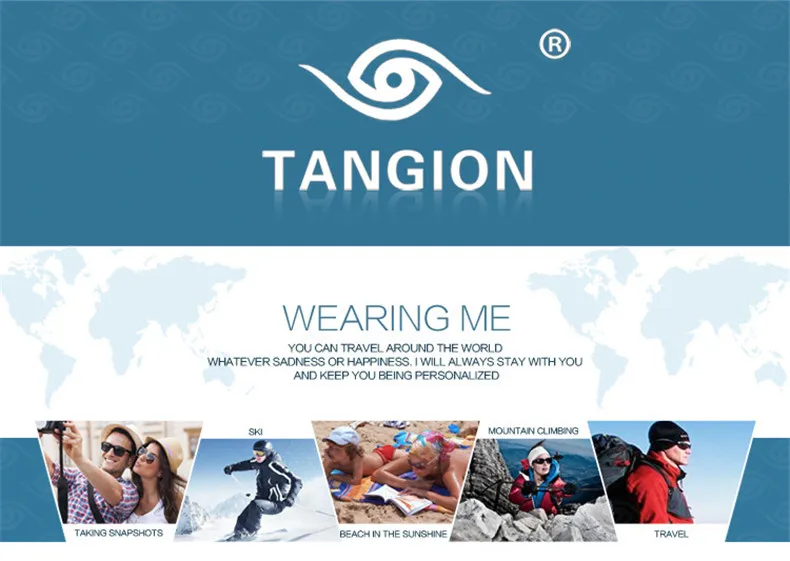 ®
TANGION
WEARING ME
YOU CAN TRAVEL AROUND THE WORLD
WHATEVER SADNESS OR HAPPINESS. I WILL ALWAYS STAY WITH YOU
AND KEEP YOU BEING PERSONALIZED
SKI
MOUNTAIN CLIMBING
TAKING SNAPSHOTS
BEACH IN THE SUNSHINE
TRAVEL